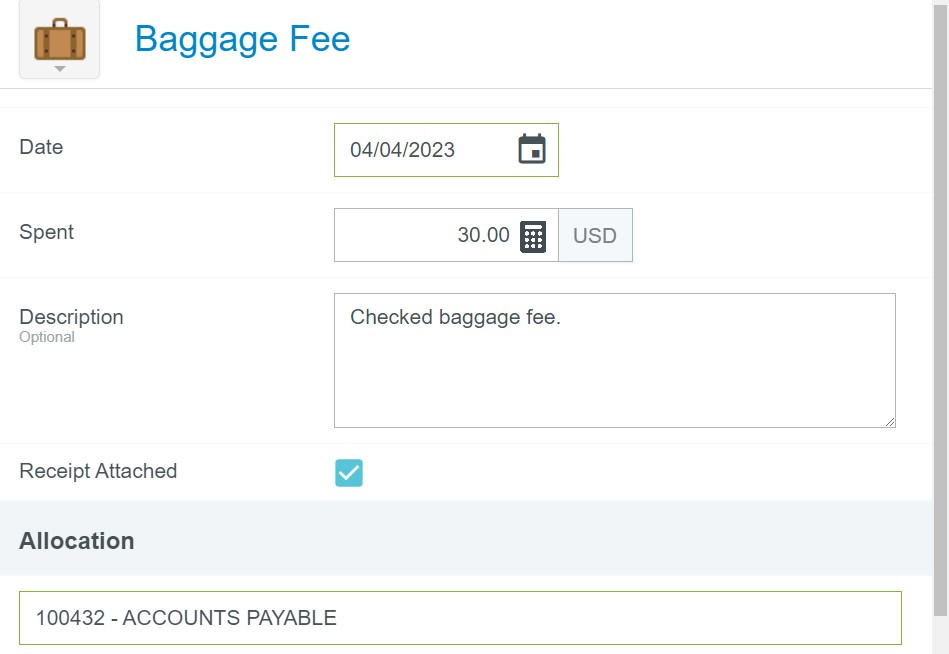 Baggage Fee
Date
04/04/2023
Spent
30.00 USD
Description
Optional
Checked baggage fee.
Receipt Attached
Allocation
100432 - ACCOUNTS PAYABLE